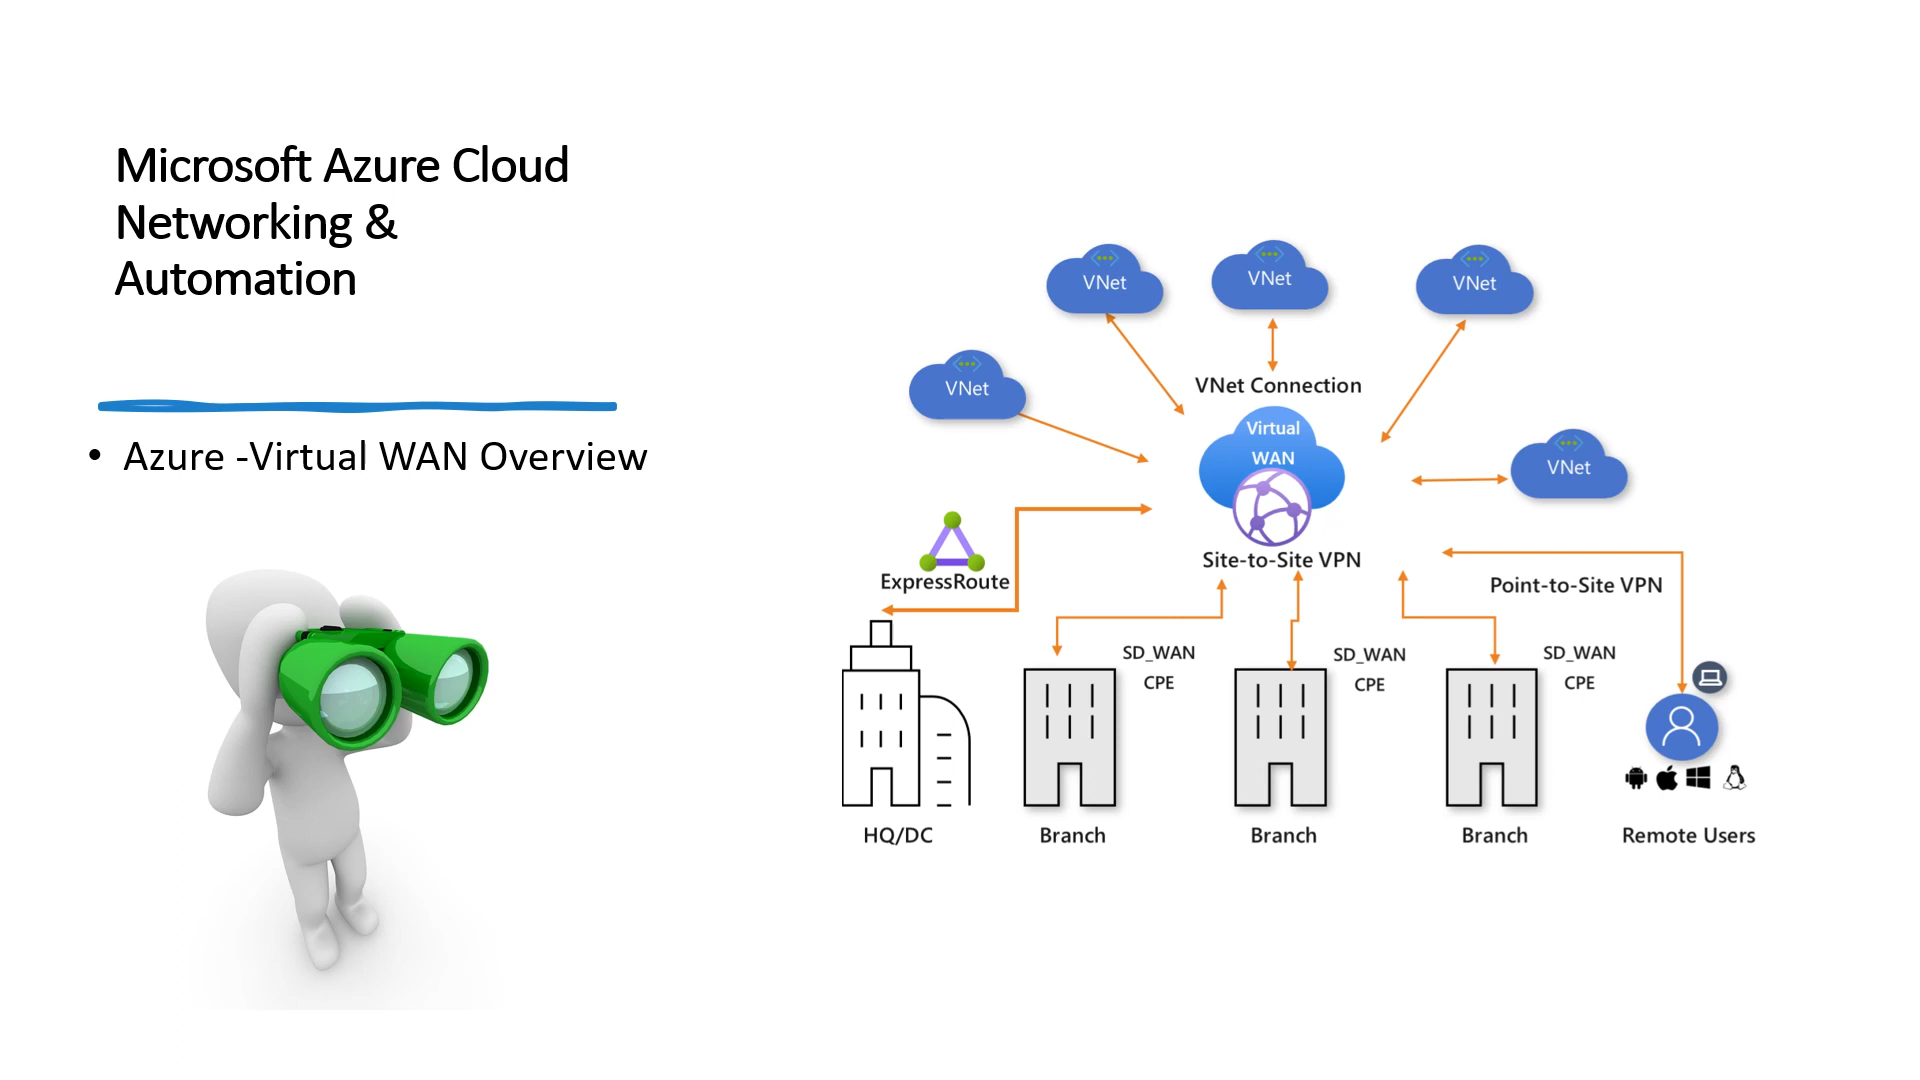 Microsoft Azure Cloud
Networking &
Automation
• Azure -Virtual WAN Overview
VNet
VNet
VNet
VNet
VNet Connection
Virtual
WAN
VNet
Site-to-Site VPN
ExpressRoute
Point-to-Site VPN
SD_WAN
CPE
SD_WAN
CPE
SD_WAN
CPE
HQ/DC
Branch
Branch
Branch
Remote Users